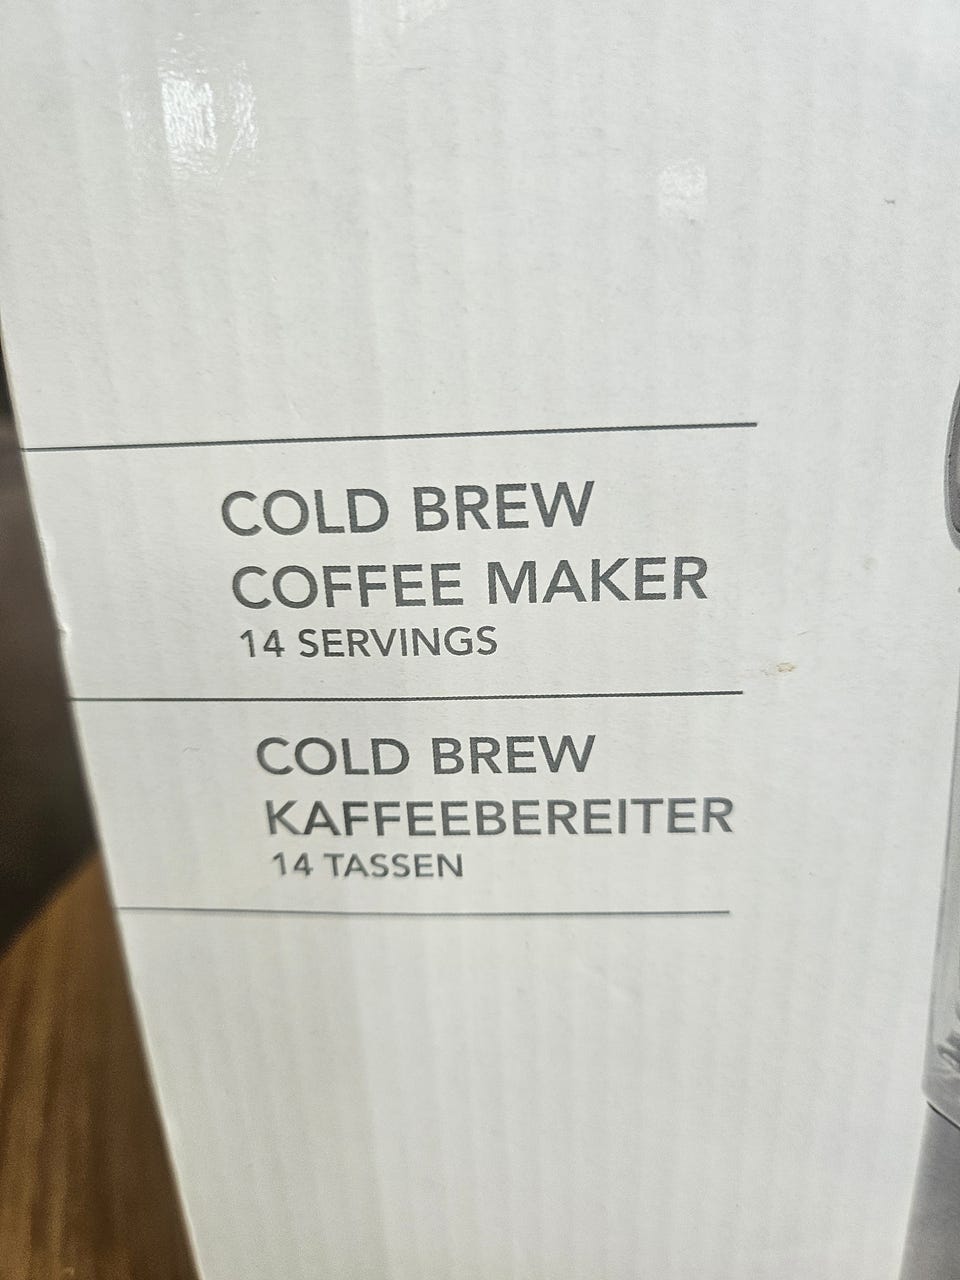 COLD BREW
COFFEE MAKER
14 SERVINGS
COLD BREW
KAFFEEBEREITER
14 TASSEN